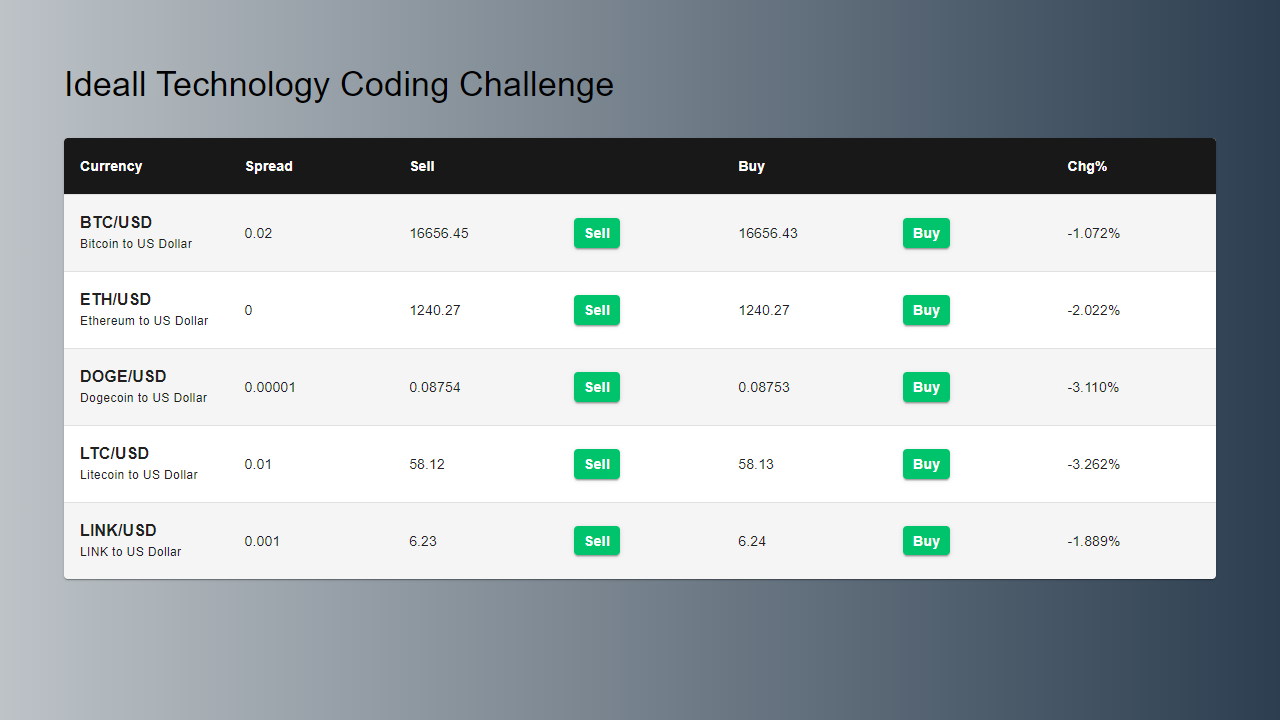 Ideall Technology Coding Challenge
Currency Spread Sell Buy Chg%
BTC/USD
Bitcoin to US Dollar
0.02 16656.45 Sell 16656.43 Buy -1.072%
ETH/USD
Ethereum to US Dollar
0 1240.27 Sell 1240.27 Buy -2.022%
DOGE/USD
Dogecoin to US Dollar
0.00001 0.08754 Sell 0.08753 Buy -3.110%
LTC/USD
Litecoin to US Dollar
0.01 58.12 Sell 58.13 Buy -3.262%
LINK/USD
LINK to US Dollar
0.001 6.23 Sell 6.24 Buy -1.889%